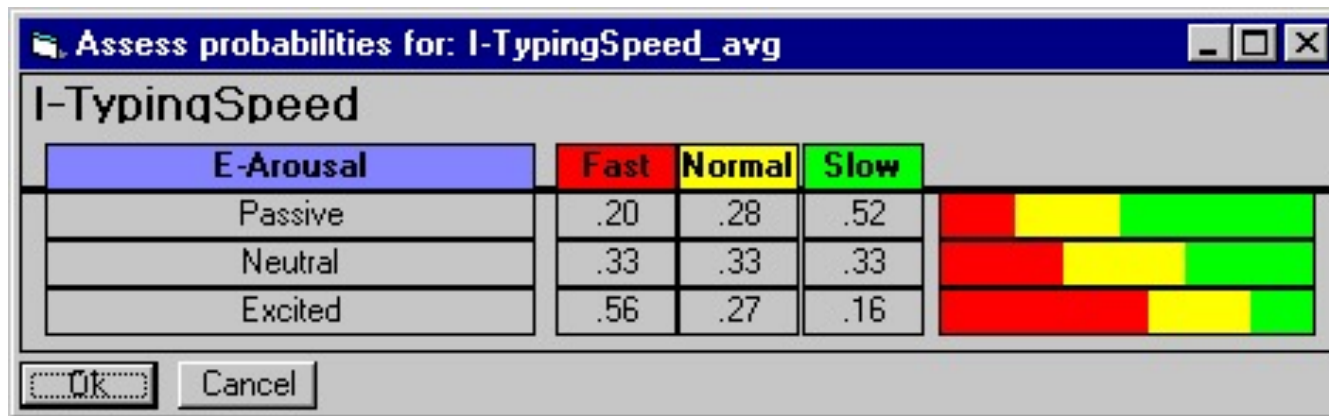 Assess probabilities for: I-TypingSpeed_avg
I-TypingSpeed
E-Arousal Fast Normal Slow
Passive .20 .28 .52
Neutral .33 .33 .33
Excited .56 .27 .16
Ok Cancel